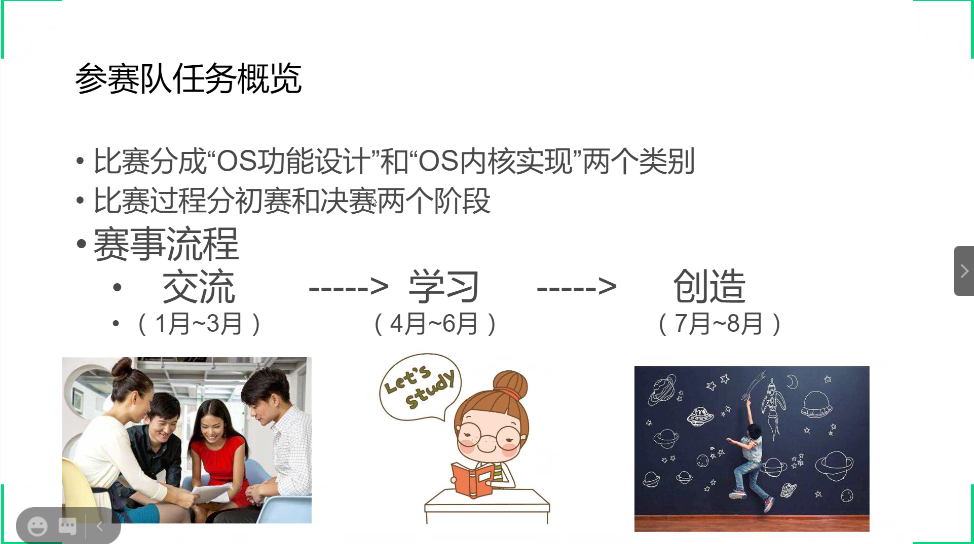 参赛队任务概览
• 比赛分成“OS功能设计”和“OS内核实现”两个类别
• 比赛过程分初赛和决赛两个阶段
• 赛事流程
• 交流 -----> 学习 -----> 创造
• （1月~3月） （4月~6月） （7月~8月）
Let's
study